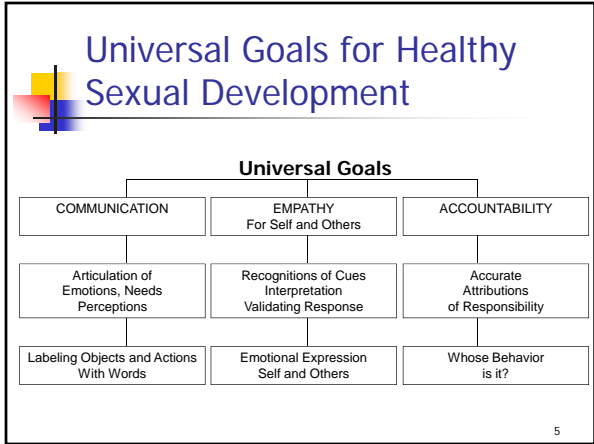 Universal Goals for Healthy
Sexual Development
Universal Goals
COMMUNICATION
EMPATHY
For Self and Others
ACCOUNTABILITY
Articulation of
Emotions, Needs
Perceptions
Recognitions of Cues
Interpretation
Validating Response
Accurate
Attributions
of Responsibility
Labeling Objects and Actions
With Words
Emotional Expression
Self and Others
Whose Behavior
is it?
5